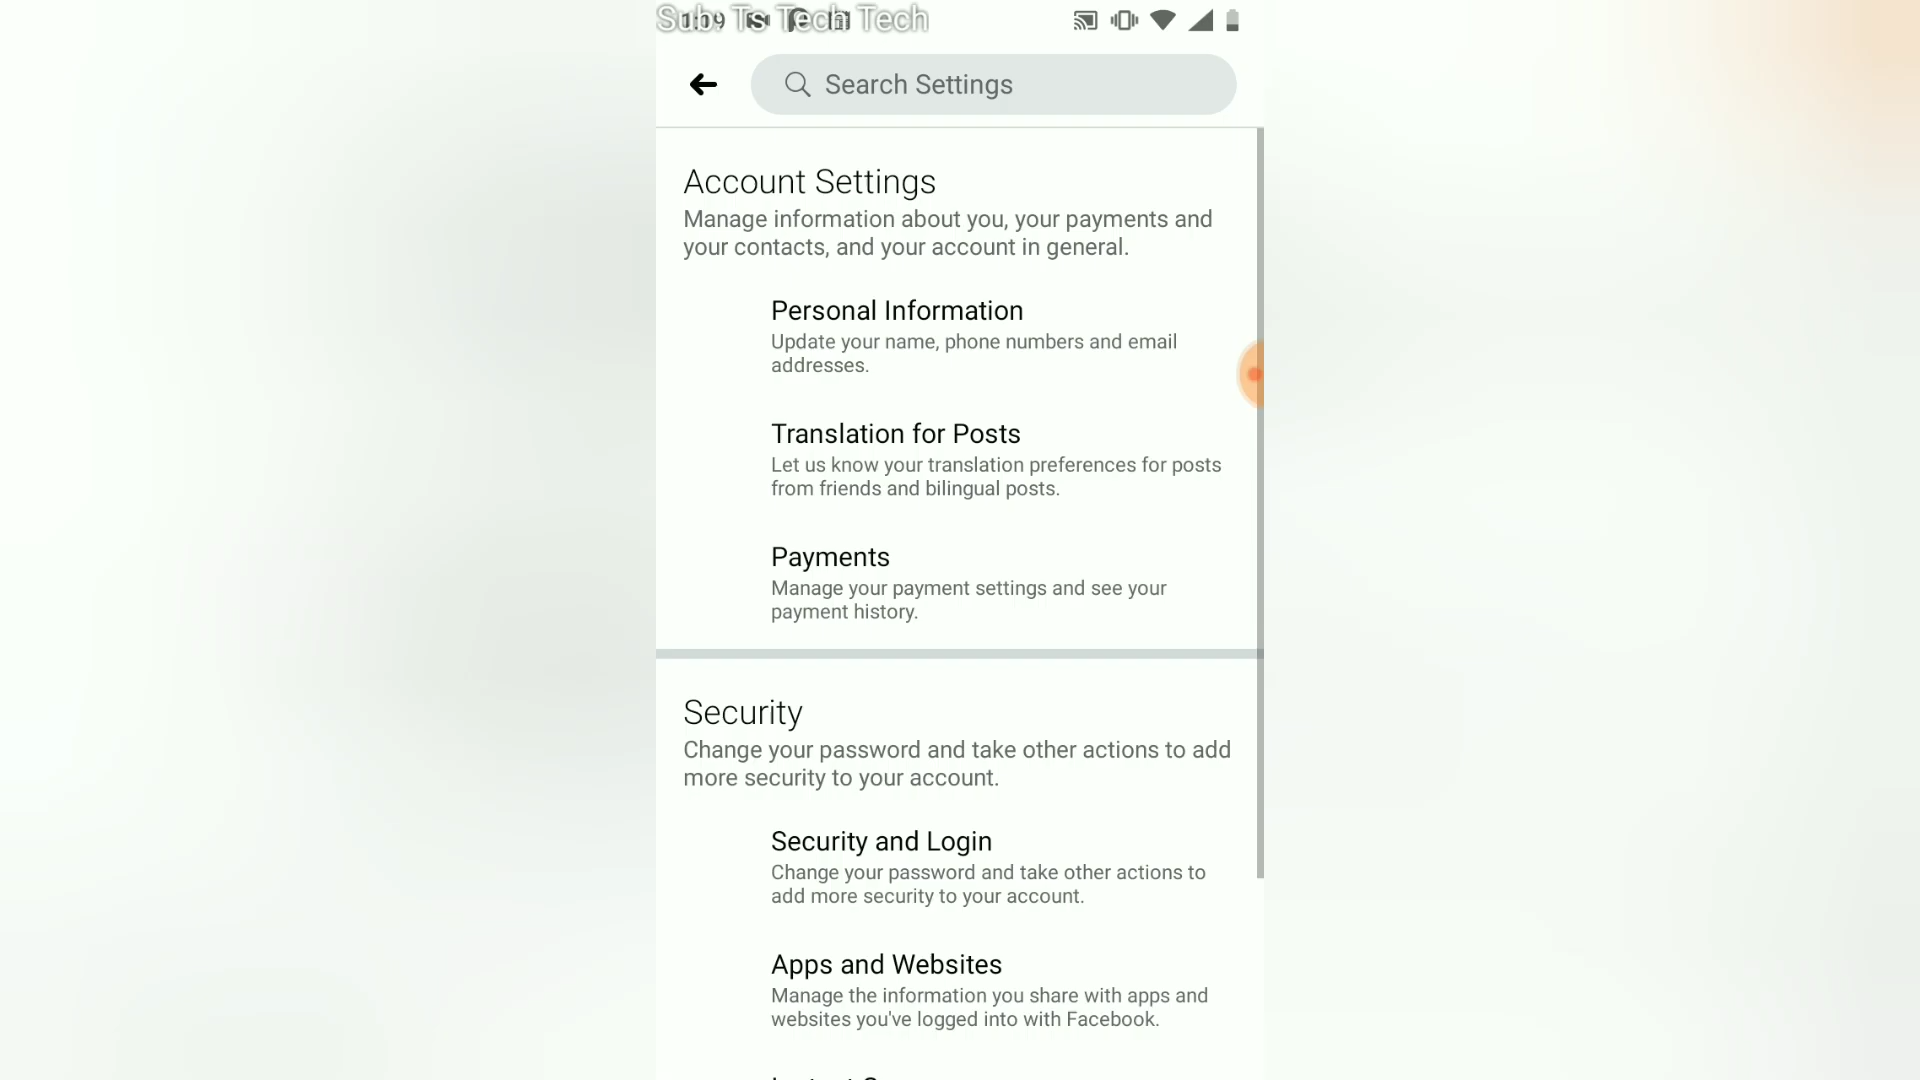 Sub: Ts Tech Tech
Search Settings
Account Settings
Manage information about you, your payments and
your contacts, and your account in general.
Personal Information
Update your name, phone numbers and email
addresses.
Translation for Posts
Let us know your translation preferences for posts
from friends and bilingual posts.
Payments
Manage your payment settings and see your
payment history.
Security
Change your password and take other actions to add
more security to your account.
Security and Login
Change your password and take other actions to
add more security to your account.
Apps and Websites
Manage the information you share with apps and
websites you've logged into with Facebook.